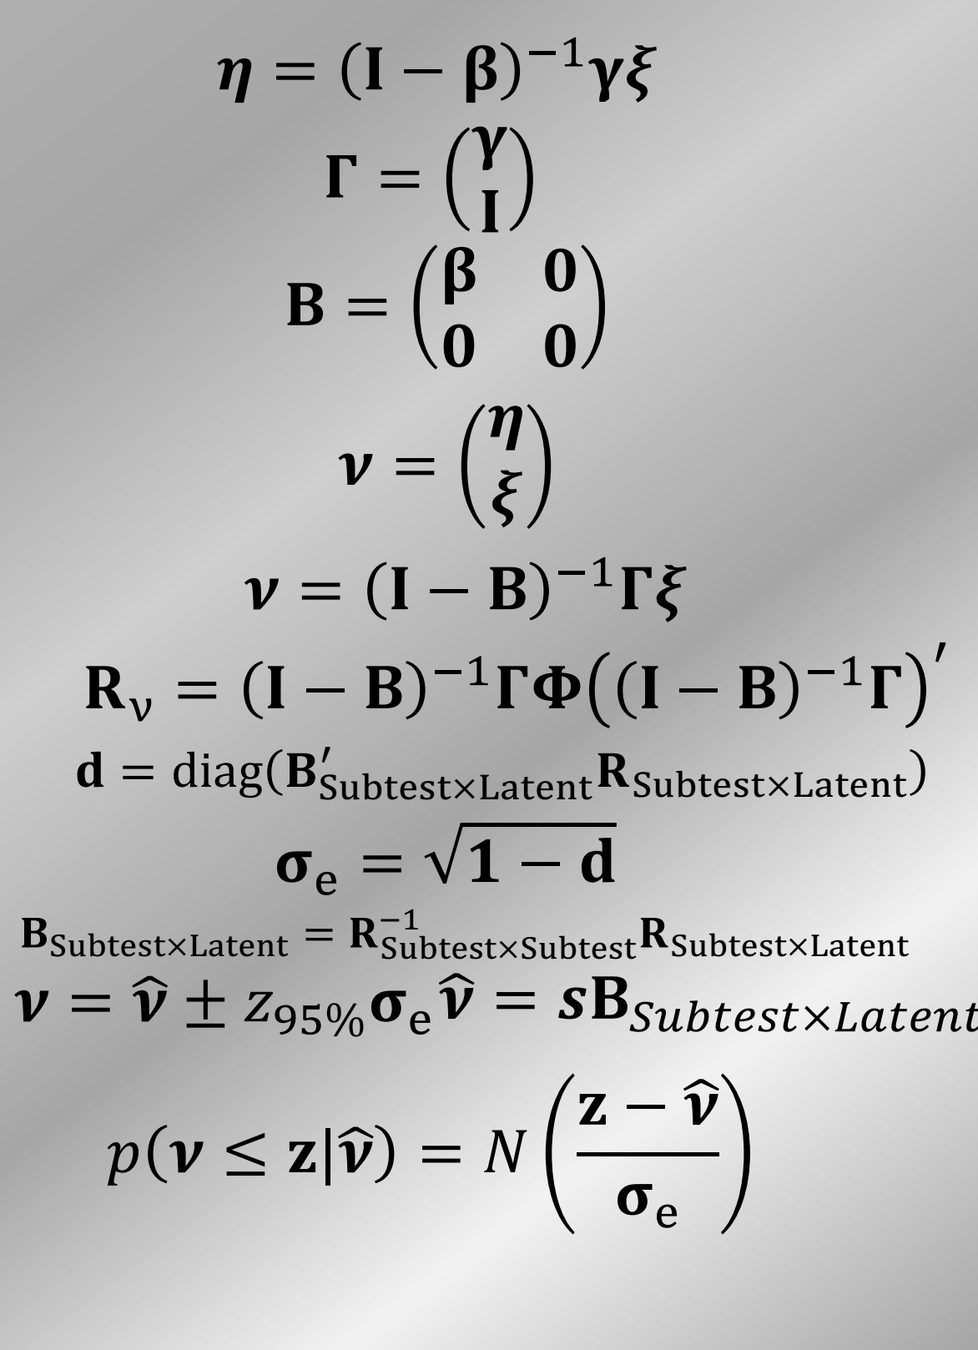 𝜼 = (𝐈 − 𝛃)⁻¹𝜸𝝃
𝚪 = (𝜸
𝐈)
𝐁 = (𝛃 𝟎
𝟎 𝟎)
𝝂 = (𝜼
𝝃)
𝝂 = (𝐈 − 𝐁)⁻¹𝚪𝝃
𝐑_ν = (𝐈 − 𝐁)⁻¹𝚪𝚽((𝐈 − 𝐁)⁻¹𝚪)′
𝐝 = diag(𝐁′_Subtest×Latent 𝐑_Subtest×Latent)
𝛔_e = √(𝟏 − 𝐝)
𝐁_Subtest×Latent = 𝐑⁻¹_Subtest×Subtest 𝐑_Subtest×Latent
𝝂 = 𝝂̂ ± z_95% 𝛔_e 𝝂̂ = 𝒔𝐁_Subtest×Latent
p(𝝂 ≤ 𝐳|𝝂̂) = N((𝐳 − 𝝂̂)/𝛔_e)